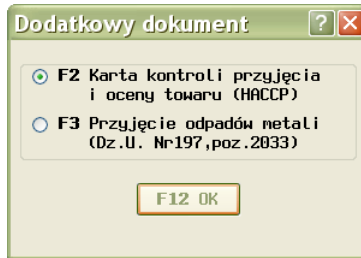 Dodatkowy dokument
F2 Karta kontroli przyjęcia
i oceny towaru (HACCP)
F3 Przyjęcie odpadów metali
(Dz.U. Nr197,poz.2033)
F12 OK